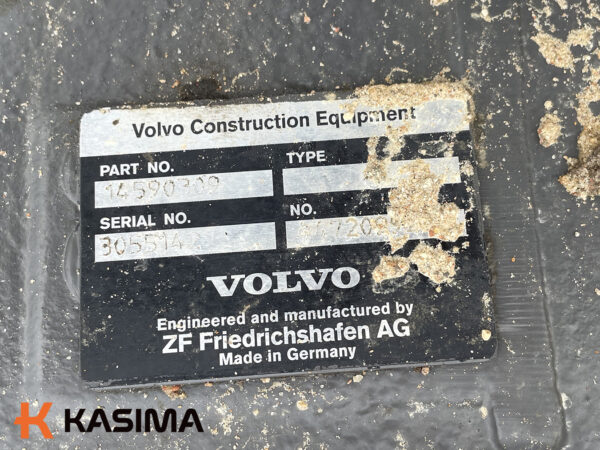 Volvo Construction Equipment
PART NO. TYPE
SERIAL NO. NO.
305514
VOLVO
Engineered and manufactured by
ZF Friedrichshafen AG
Made in Germany
KASIMA